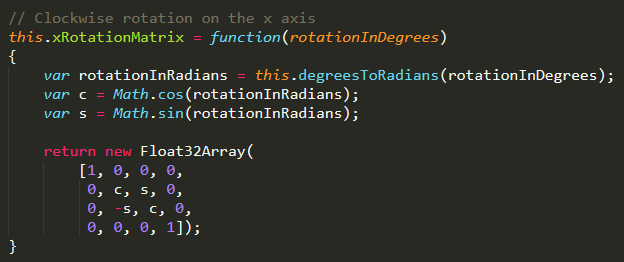 // Clockwise rotation on the x axis
this.xRotationMatrix = function(rotationInDegrees)
{
    var rotationInRadians = this.degreesToRadians(rotationInDegrees);
    var c = Math.cos(rotationInRadians);
    var s = Math.sin(rotationInRadians);

    return new Float32Array(
        [1, 0, 0, 0,
         0, c, s, 0,
         0, -s, c, 0,
         0, 0, 0, 1]);
}